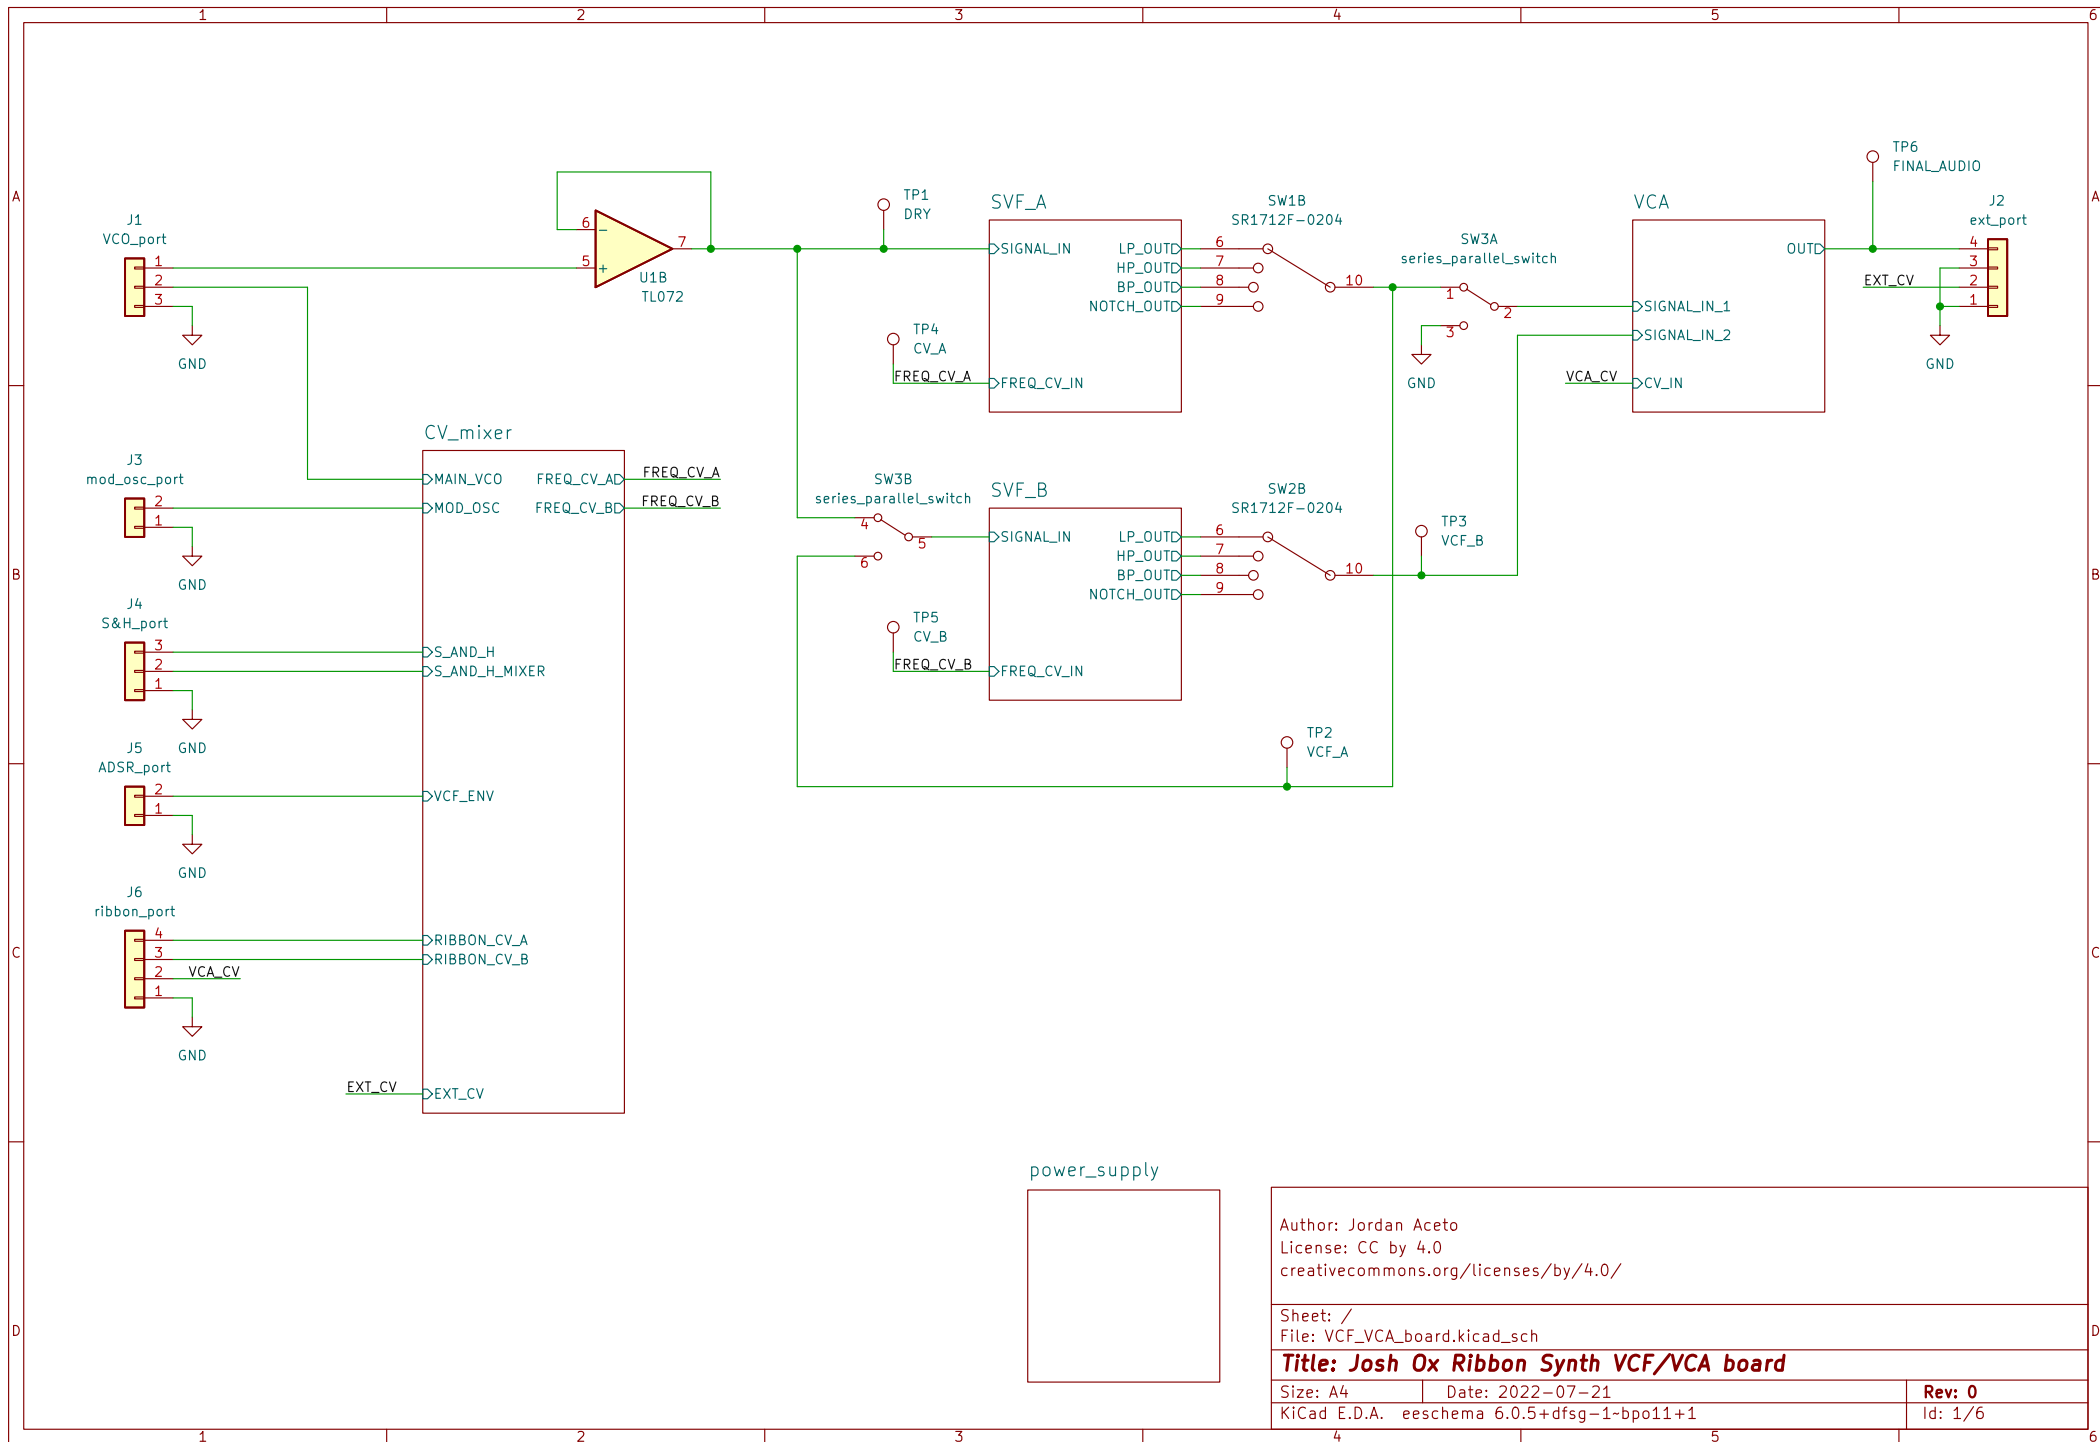 1 2 3 4 5 6
A
A
B
B
C
C
D
D
J1
VCO_port
1
2
3
GND
6
5
7
U1B
TL072
TP1
DRY
SVF_A
SIGNAL_IN
FREQ_CV_IN
LP_OUT
HP_OUT
BP_OUT
NOTCH_OUT
TP4
CV_A
FREQ_CV_A
SW1B
SR1712F-0204
6
7
8
9
10
SW3A
series_parallel_switch
1
2
3
GND
VCA
SIGNAL_IN_1
SIGNAL_IN_2
CV_IN
OUT
VCA_CV
TP6
FINAL_AUDIO
J2
ext_port
4
3
2
1
EXT_CV
GND
J3
mod_osc_port
2
1
GND
J4
S&H_port
3
2
1
GND
J5
ADSR_port
2
1
GND
J6
ribbon_port
4
3
2
1
VCA_CV
GND
CV_mixer
MAIN_VCO
MOD_OSC
S_AND_H
S_AND_H_MIXER
VCF_ENV
RIBBON_CV_A
RIBBON_CV_B
EXT_CV
EXT_CV
FREQ_CV_A
FREQ_CV_B
FREQ_CV_A
FREQ_CV_B
SW3B
series_parallel_switch
4
5
6
SVF_B
SIGNAL_IN
FREQ_CV_IN
LP_OUT
HP_OUT
BP_OUT
NOTCH_OUT
TP5
CV_B
FREQ_CV_B
SW2B
SR1712F-0204
6
7
8
9
10
TP3
VCF_B
TP2
VCF_A
power_supply
Author: Jordan Aceto
License: CC by 4.0
creativecommons.org/licenses/by/4.0/
Sheet: /
File: VCF_VCA_board.kicad_sch
Title: Josh Ox Ribbon Synth VCF/VCA board
Size: A4 Date: 2022-07-21 Rev: 0
KiCad E.D.A. eeschema 6.0.5+dfsg-1~bpo11+1 Id: 1/6
1 2 3 4 5 6